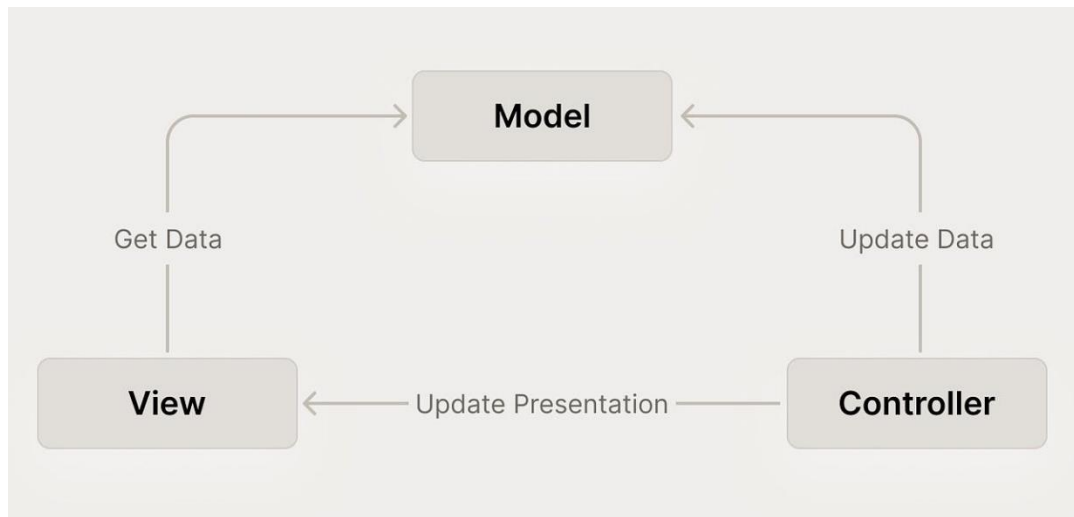 Model
Get Data
Update Data
View
Update Presentation
Controller